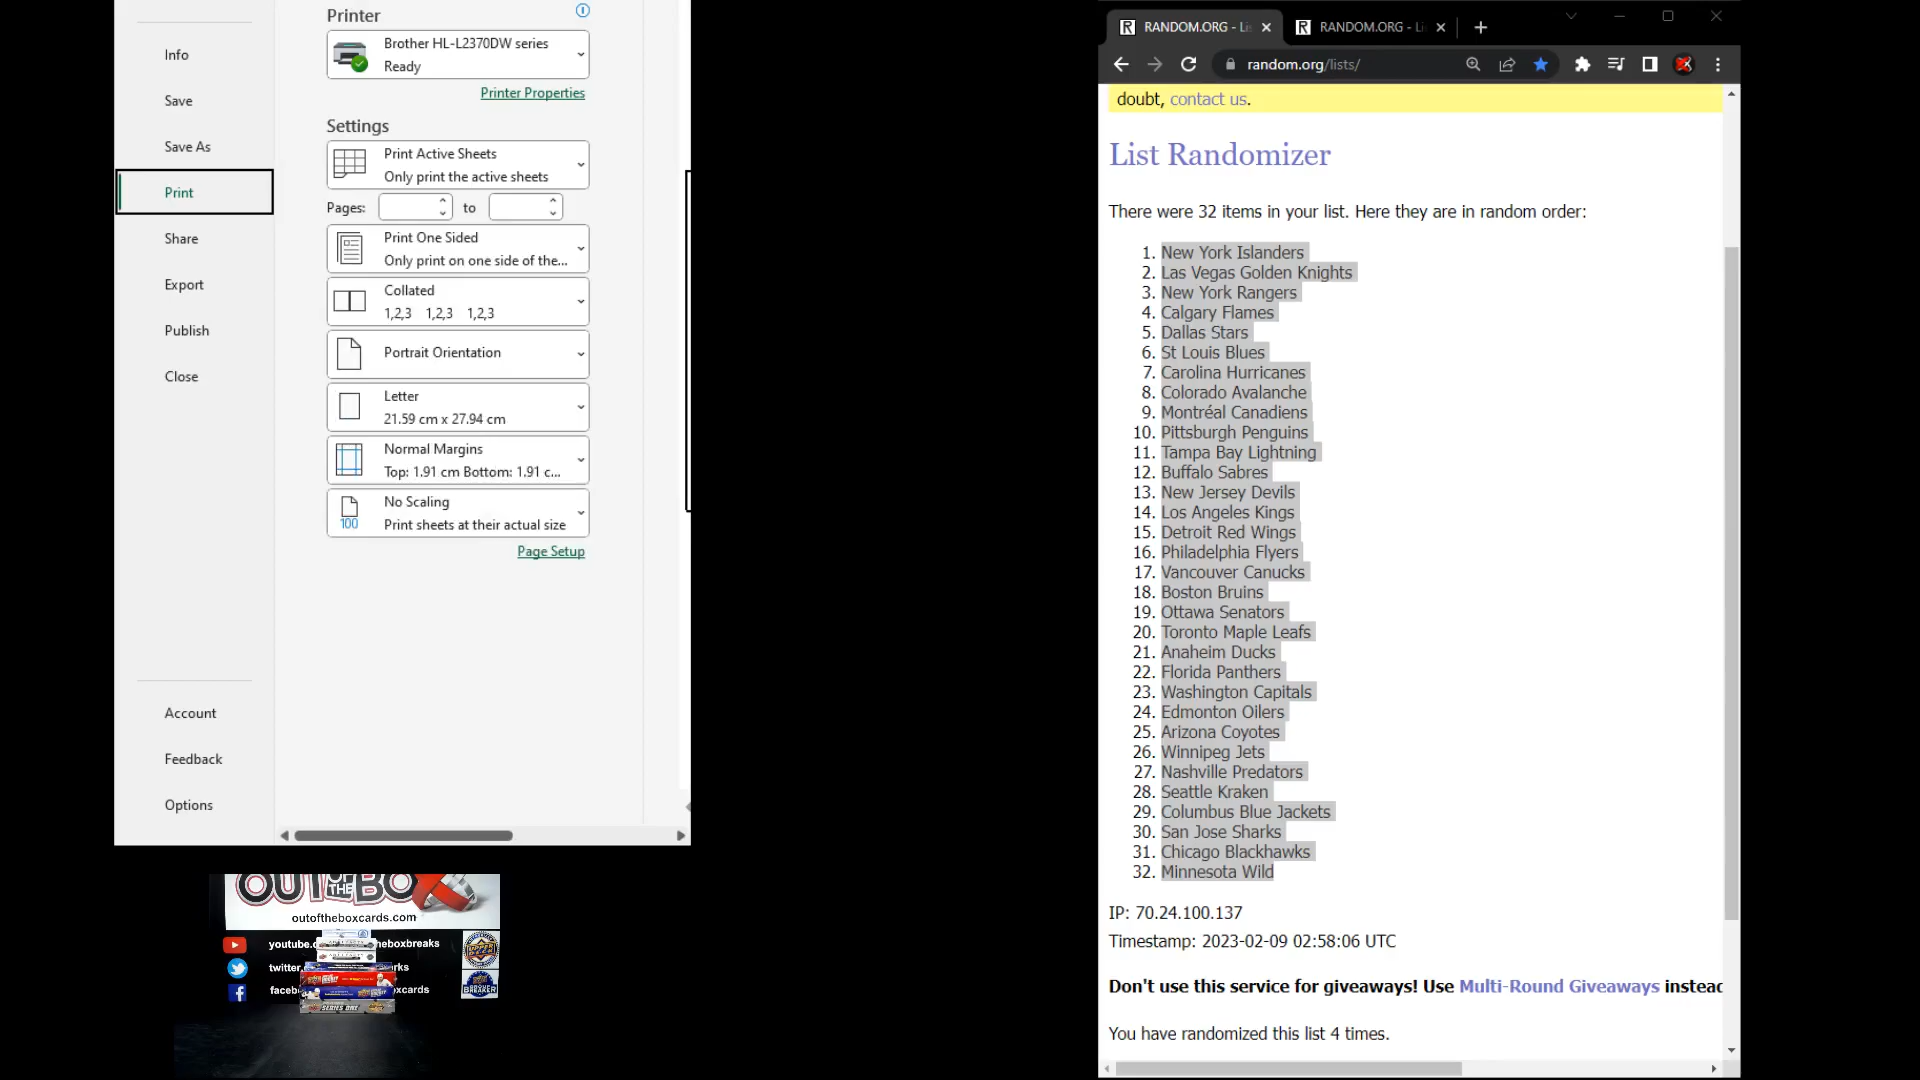 Info
Save
Save As
Print
Share
Export
Publish
Close
Account
Feedback
Options
Printer
Brother HL-L2370DW series
Ready
Printer Properties
Settings
Print Active Sheets
Only print the active sheets
Pages: to
Print One Sided
Only print on one side of the...
Collated
1,2,3 1,2,3 1,2,3
Portrait Orientation
Letter
21.59 cm x 27.94 cm
Normal Margins
Top: 1.91 cm Bottom: 1.91 c...
No Scaling
100
Print sheets at their actual size
Page Setup
OUT OF THE BOX
outoftheboxcards.com
youtube.c heboxbreaks
twitter. rks
faceb xcards
SERIES ONE
RANDOM.ORG - Li
RANDOM.ORG - Li
random.org/lists/
doubt, contact us.
List Randomizer
There were 32 items in your list. Here they are in random order:
1. New York Islanders
2. Las Vegas Golden Knights
3. New York Rangers
4. Calgary Flames
5. Dallas Stars
6. St Louis Blues
7. Carolina Hurricanes
8. Colorado Avalanche
9. Montréal Canadiens
10. Pittsburgh Penguins
11. Tampa Bay Lightning
12. Buffalo Sabres
13. New Jersey Devils
14. Los Angeles Kings
15. Detroit Red Wings
16. Philadelphia Flyers
17. Vancouver Canucks
18. Boston Bruins
19. Ottawa Senators
20. Toronto Maple Leafs
21. Anaheim Ducks
22. Florida Panthers
23. Washington Capitals
24. Edmonton Oilers
25. Arizona Coyotes
26. Winnipeg Jets
27. Nashville Predators
28. Seattle Kraken
29. Columbus Blue Jackets
30. San Jose Sharks
31. Chicago Blackhawks
32. Minnesota Wild
IP: 70.24.100.137
Timestamp: 2023-02-09 02:58:06 UTC
Don't use this service for giveaways! Use Multi-Round Giveaways instead
You have randomized this list 4 times.